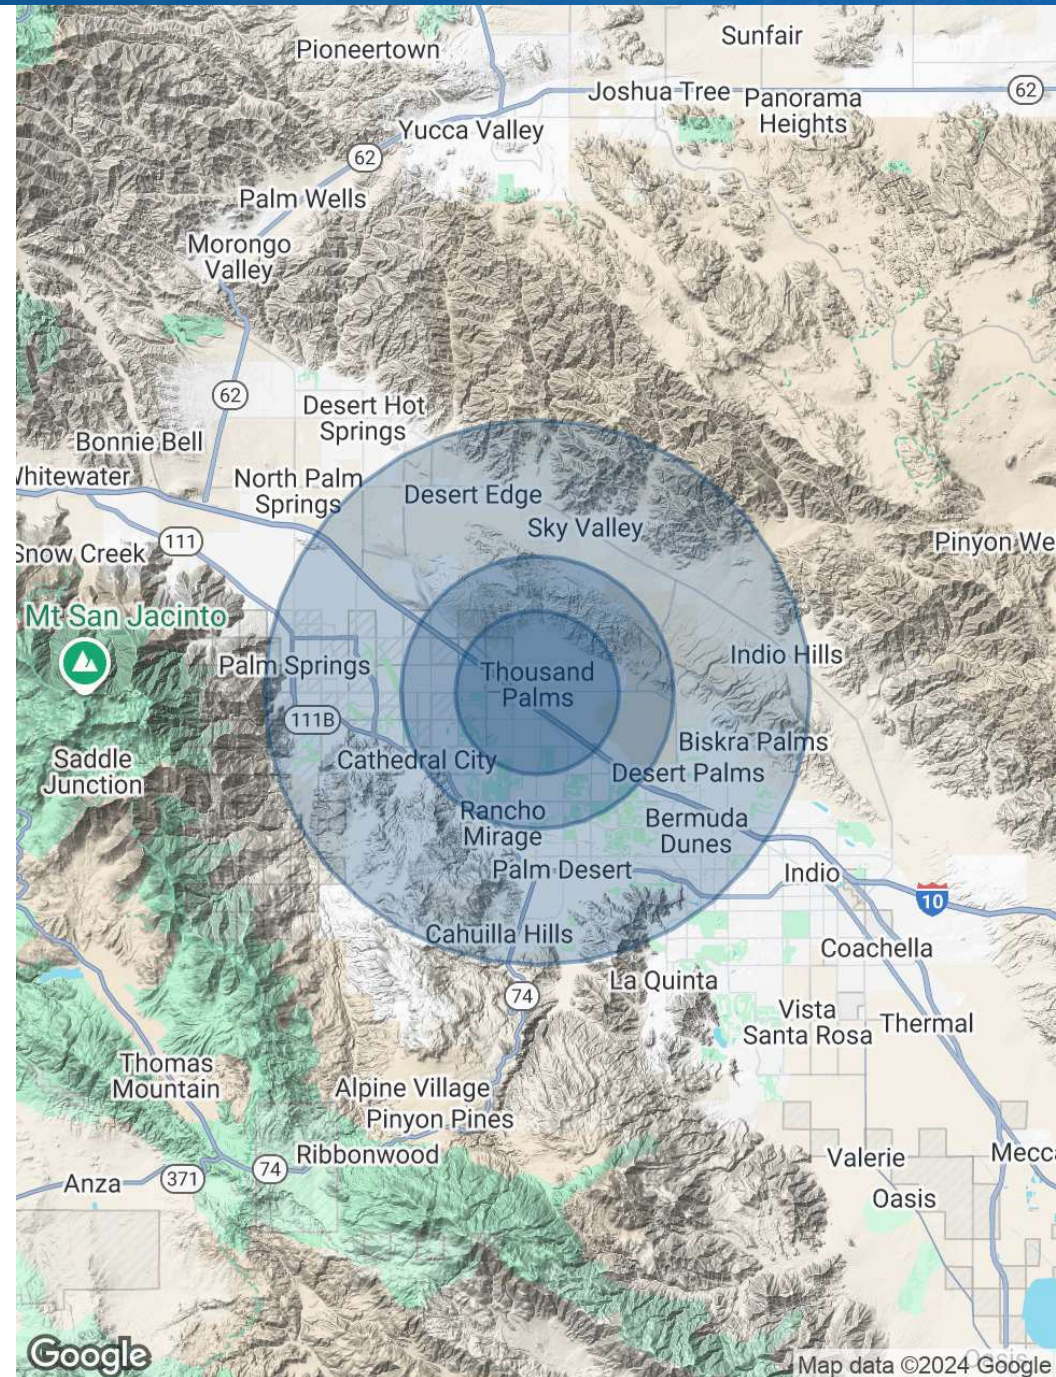 Sunfair
Pioneertown
Joshua Tree
Panorama
Heights
62
Yucca Valley
62
Palm Wells
Morongo
Valley
62
Desert Hot
Springs
Bonnie Bell
Whitewater
North Palm
Springs
Desert Edge
Sky Valley
111
Snow Creek
Pinyon We
Mt San Jacinto
Palm Springs
Thousand
Palms
Indio Hills
111B
Saddle
Junction
Cathedral City
Biskra Palms
Desert Palms
Rancho
Mirage
Bermuda
Dunes
Palm Desert
Indio
10
Cahuilla Hills
Coachella
La Quinta
74
Vista
Santa Rosa
Thermal
Thomas
Mountain
Alpine Village
Pinyon Pines
Ribbonwood
Valerie
Mecca
Anza
371
74
Oasis
Google
Oasis
Map data ©2024 Google